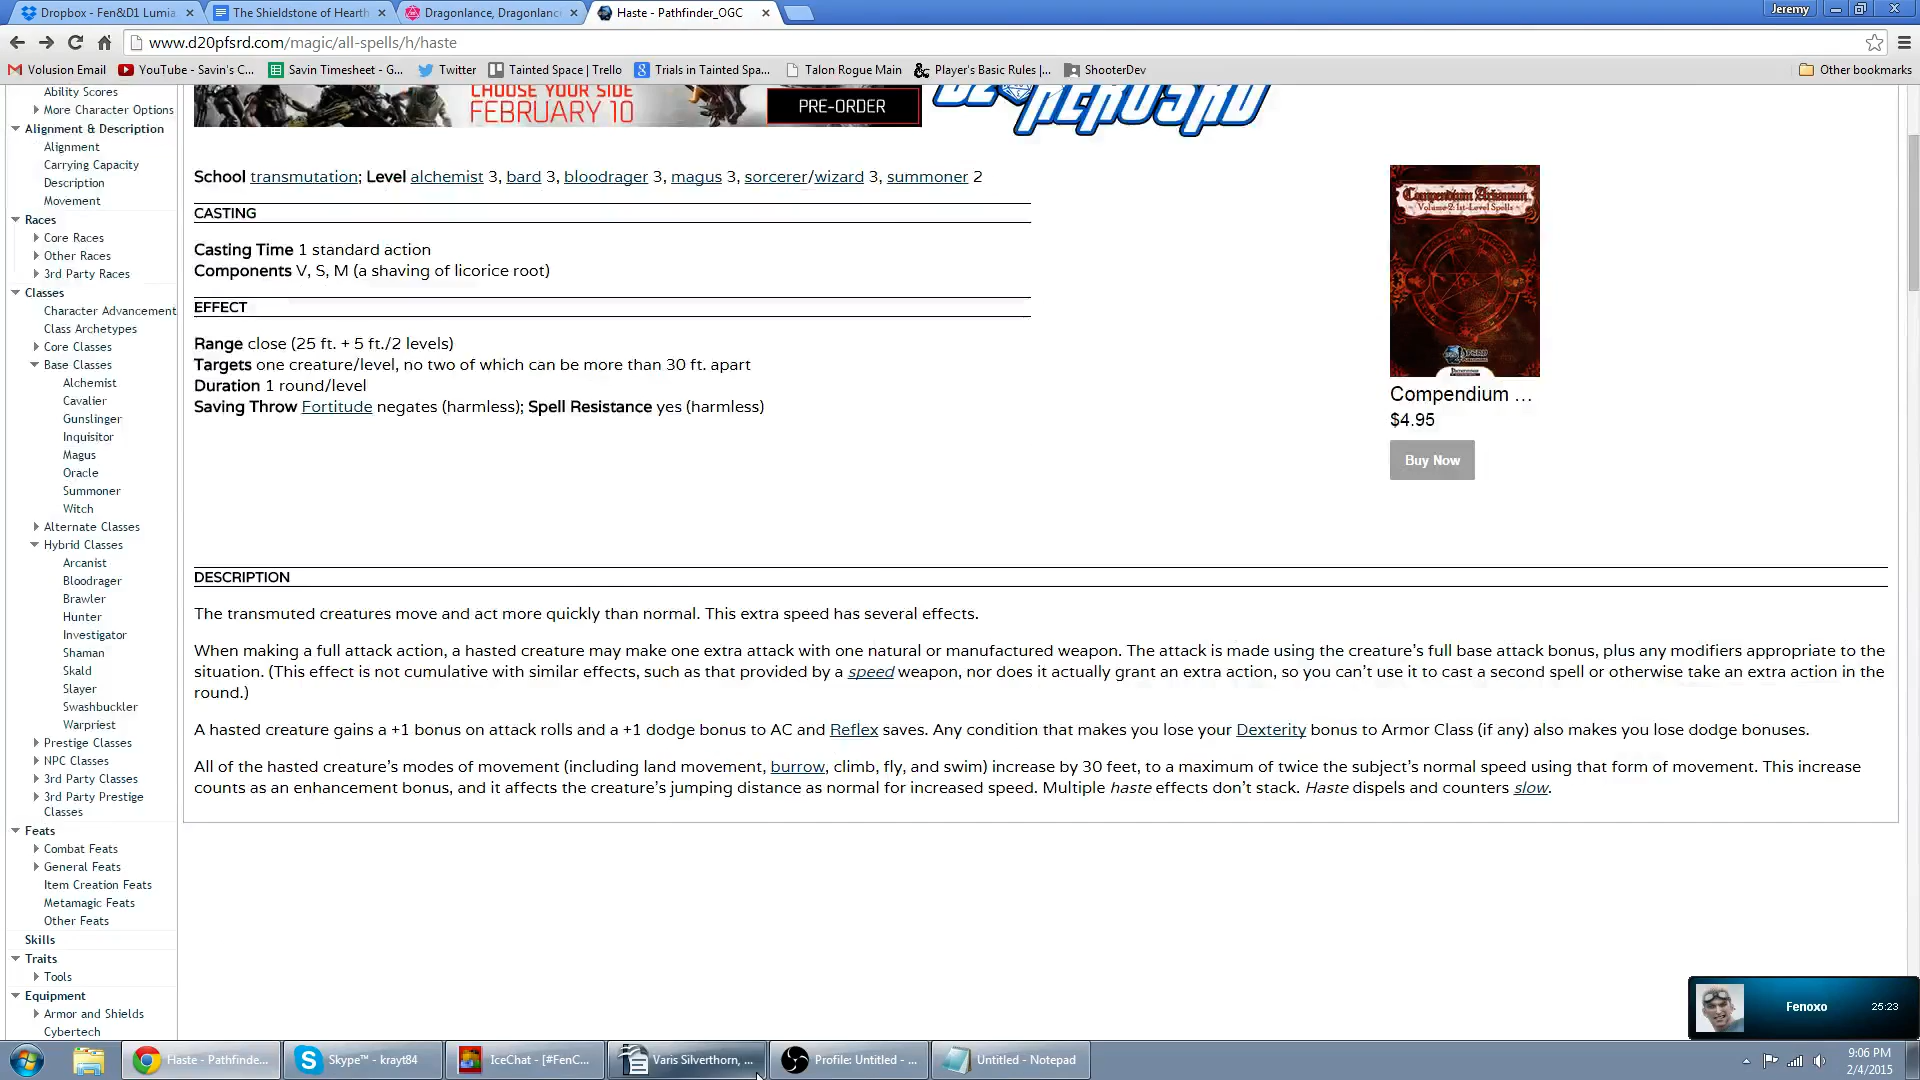 Dropbox - Fen&D1 Lumia
The Shieldstone of Hearth
Dragonlance, Dragonlanc
Haste - Pathfinder_OGC
Jeremy
www.d20pfsrd.com/magic/all-spells/h/haste
Volusion Email
YouTube - Savin's C...
Savin Timesheet - G...
Twitter
Tainted Space | Trello
Trials in Tainted Spa...
Talon Rogue Main
Player's Basic Rules |...
ShooterDev
Other bookmarks
Ability Scores
More Character Options
Alignment & Description
Alignment
Carrying Capacity
Description
Movement
Races
Core Races
Other Races
3rd Party Races
Classes
Character Advancement
Class Archetypes
Core Classes
Base Classes
Alchemist
Cavalier
Gunslinger
Inquisitor
Magus
Oracle
Summoner
Witch
Alternate Classes
Hybrid Classes
Arcanist
Bloodrager
Brawler
Hunter
Investigator
Shaman
Skald
Slayer
Swashbuckler
Warpriest
Prestige Classes
NPC Classes
3rd Party Classes
3rd Party Prestige
Classes
Feats
Combat Feats
General Feats
Item Creation Feats
Metamagic Feats
Other Feats
Skills
Traits
Tools
Equipment
Armor and Shields
Cybertech
CHOOSE YOUR SIDE
FEBRUARY 10
PRE-ORDER
School transmutation; Level alchemist 3, bard 3, bloodrager 3, magus 3, sorcerer/wizard 3, summoner 2
CASTING
Casting Time 1 standard action
Components V, S, M (a shaving of licorice root)
EFFECT
Range close (25 ft. + 5 ft./2 levels)
Targets one creature/level, no two of which can be more than 30 ft. apart
Duration 1 round/level
Saving Throw Fortitude negates (harmless); Spell Resistance yes (harmless)
Compendium Arcanum
Volume 2: 1st-Level Spells
Compendium ...
$4.95
Buy Now
DESCRIPTION
The transmuted creatures move and act more quickly than normal. This extra speed has several effects.
When making a full attack action, a hasted creature may make one extra attack with one natural or manufactured weapon. The attack is made using the creature's full base attack bonus, plus any modifiers appropriate to the
situation. (This effect is not cumulative with similar effects, such as that provided by a speed weapon, nor does it actually grant an extra action, so you can't use it to cast a second spell or otherwise take an extra action in the
round.)
A hasted creature gains a +1 bonus on attack rolls and a +1 dodge bonus to AC and Reflex saves. Any condition that makes you lose your Dexterity bonus to Armor Class (if any) also makes you lose dodge bonuses.
All of the hasted creature's modes of movement (including land movement, burrow, climb, fly, and swim) increase by 30 feet, to a maximum of twice the subject's normal speed using that form of movement. This increase
counts as an enhancement bonus, and it affects the creature's jumping distance as normal for increased speed. Multiple haste effects don't stack. Haste dispels and counters slow.
Fenoxo
25:23
Haste - Pathfinde...
Skype™ - krayt84
IceChat - [#FenC...
Varis Silverthorn, ...
Profile: Untitled - ...
Untitled - Notepad
9:06 PM
2/4/2015